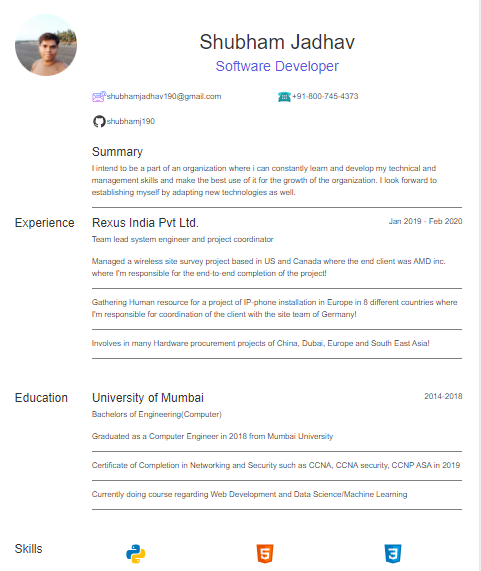 Shubham Jadhav
Software Developer
shubhamjadhav190@gmail.com
+91-800-745-4373
shubhamj190
Summary
I intend to be a part of an organization where i can constantly learn and develop my technical and
management skills and make the best use of it for the growth of the organization. I look forward to
establishing myself by adapting new technologies as well.
Experience
Rexus India Pvt Ltd.
Jan 2019 - Feb 2020
Team lead system engineer and project coordinator
Managed a wireless site survey project based in US and Canada where the end client was AMD inc.
where I'm responsible for the end-to-end completion of the project!
Gathering Human resource for a project of IP-phone installation in Europe in 8 different countries where
I'm responsible for coordination of the client with the site team of Germany!
Involves in many Hardware procurement projects of China, Dubai, Europe and South East Asia!
Education
University of Mumbai
2014-2018
Bachelors of Engineering(Computer)
Graduated as a Computer Engineer in 2018 from Mumbai University
Certificate of Completion in Networking and Security such as CCNA, CCNA security, CCNP ASA in 2019
Currently doing course regarding Web Development and Data Science/Machine Learning
Skills
5
3